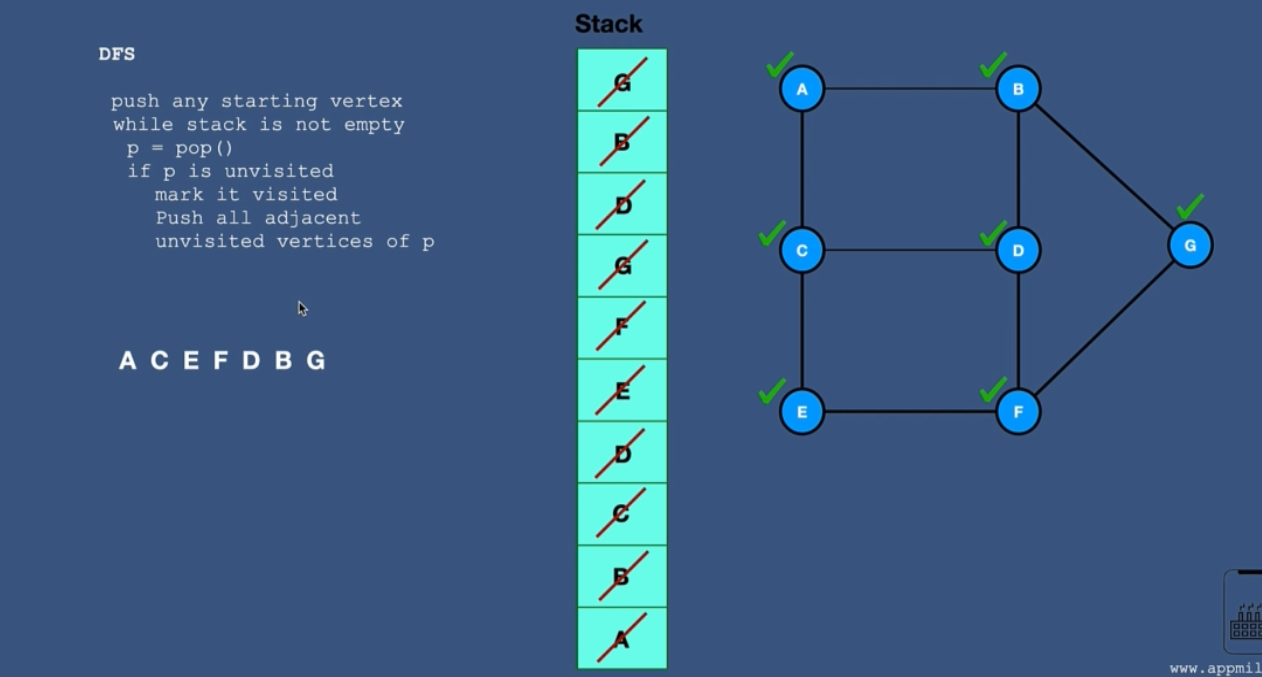 DFS
push any starting vertex
while stack is not empty
p = pop()
if p is unvisited
mark it visited
Push all adjacent
unvisited vertices of p
A C E F D B G
Stack
G
B
D
G
F
E
D
C
B
A
A
B
C
D
G
E
F
www.appmil